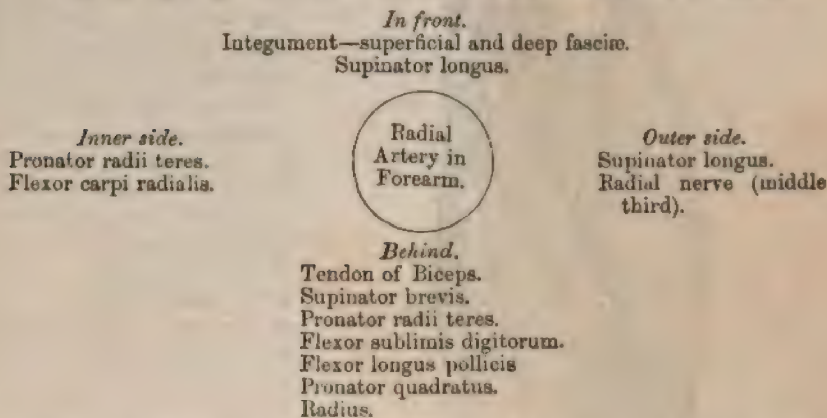 In front.
Integument—superficial and deep fasciæ.
Supinator longus.
Inner side.
Pronator radii teres.
Flexor carpi radialis.
Radial
Artery in
Forearm.
Outer side.
Supinator longus.
Radial nerve (middle
third).
Behind.
Tendon of Biceps.
Supinator brevis.
Pronator radii teres.
Flexor sublimis digitorum.
Flexor longus pollicis
Pronator quadratus.
Radius.